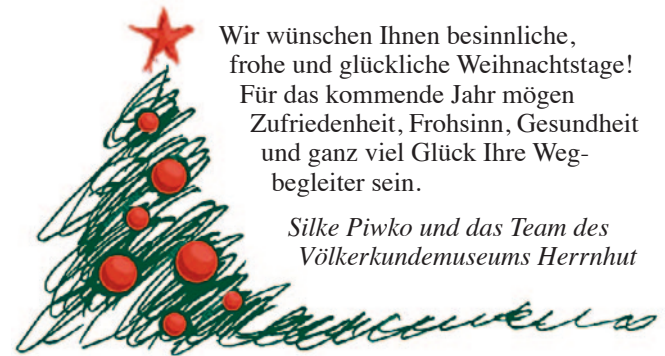 Wir wünschen Ihnen besinnliche,
frohe und glückliche Weihnachtstage!
Für das kommende Jahr mögen
Zufriedenheit, Frohsinn, Gesundheit
und ganz viel Glück Ihre Weg-
begleiter sein.
Silke Piwko und das Team des
Völkerkundemuseums Herrnhut